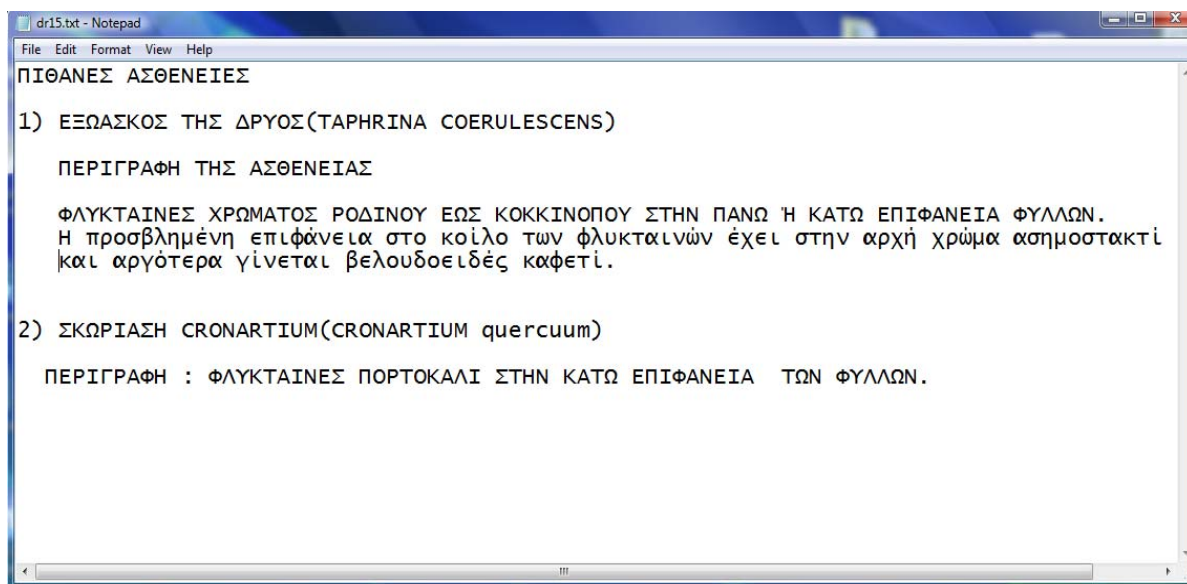 dr15.txt - Notepad
File Edit Format View Help
ΠΙΘΑΝΕΣ ΑΣΘΕΝΕΙΕΣ
1) ΕΞΩΑΣΚΟΣ ΤΗΣ ΔΡΥΟΣ(TAPHRINA COERULESCENS)
ΠΕΡΙΓΡΑΦΗ ΤΗΣ ΑΣΘΕΝΕΙΑΣ
ΦΛΥΚΤΑΙΝΕΣ ΧΡΩΜΑΤΟΣ ΡΟΔΙΝΟΥ ΕΩΣ ΚΟΚΚΙΝΟΠΟΥ ΣΤΗΝ ΠΑΝΩ Ή ΚΑΤΩ ΕΠΙΦΑΝΕΙΑ ΦΥΛΛΩΝ.
Η προσβλημένη επιφάνεια στο κοίλο των φλυκταινών έχει στην αρχή χρώμα ασημοστακτί
και αργότερα γίνεται βελουδοειδές καφετί.
2) ΣΚΩΡΙΑΣΗ CRONARTIUM(CRONARTIUM quercuum)
ΠΕΡΙΓΡΑΦΗ : ΦΛΥΚΤΑΙΝΕΣ ΠΟΡΤΟΚΑΛΙ ΣΤΗΝ ΚΑΤΩ ΕΠΙΦΑΝΕΙΑ ΤΩΝ ΦΥΛΛΩΝ.